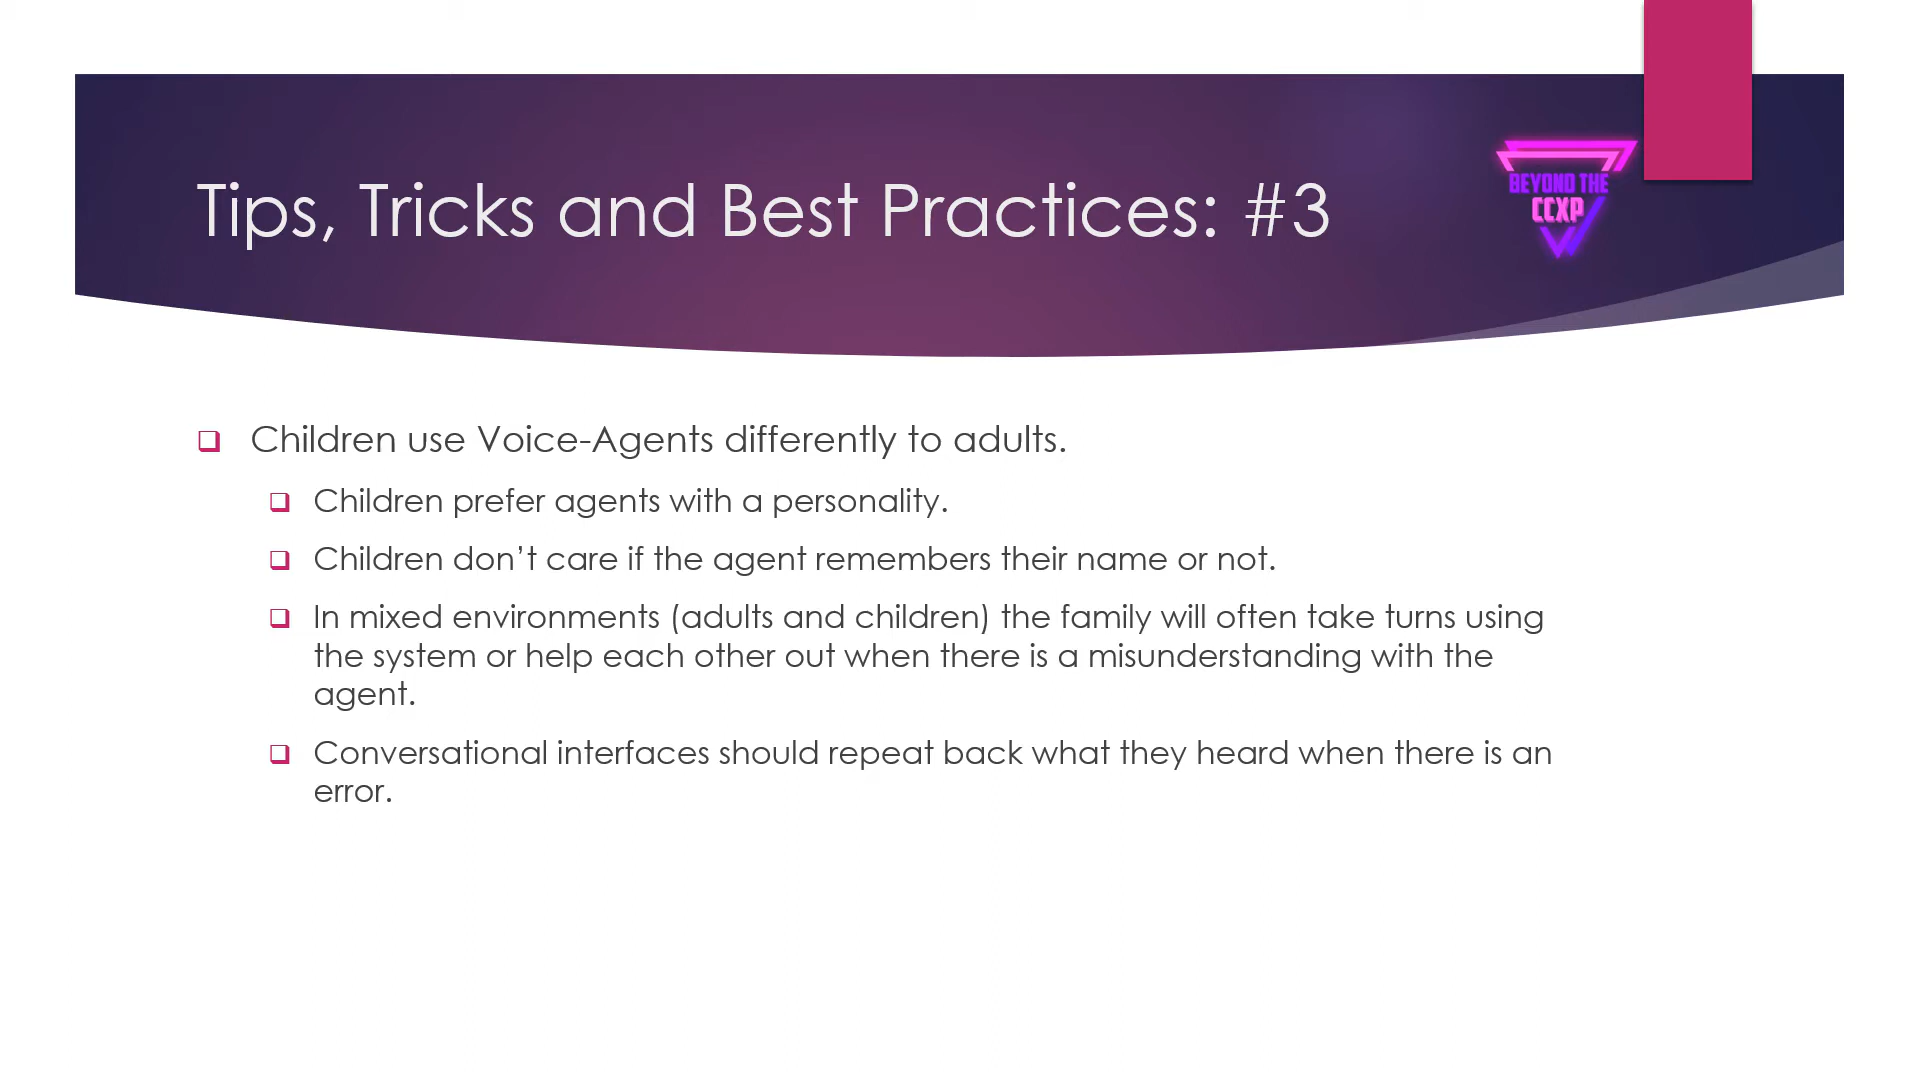 Tips, Tricks and Best Practices: #3
BEYOND THE
CCXP
Children use Voice-Agents differently to adults.
Children prefer agents with a personality.
Children don’t care if the agent remembers their name or not.
In mixed environments (adults and children) the family will often take turns using
the system or help each other out when there is a misunderstanding with the
agent.
Conversational interfaces should repeat back what they heard when there is an
error.